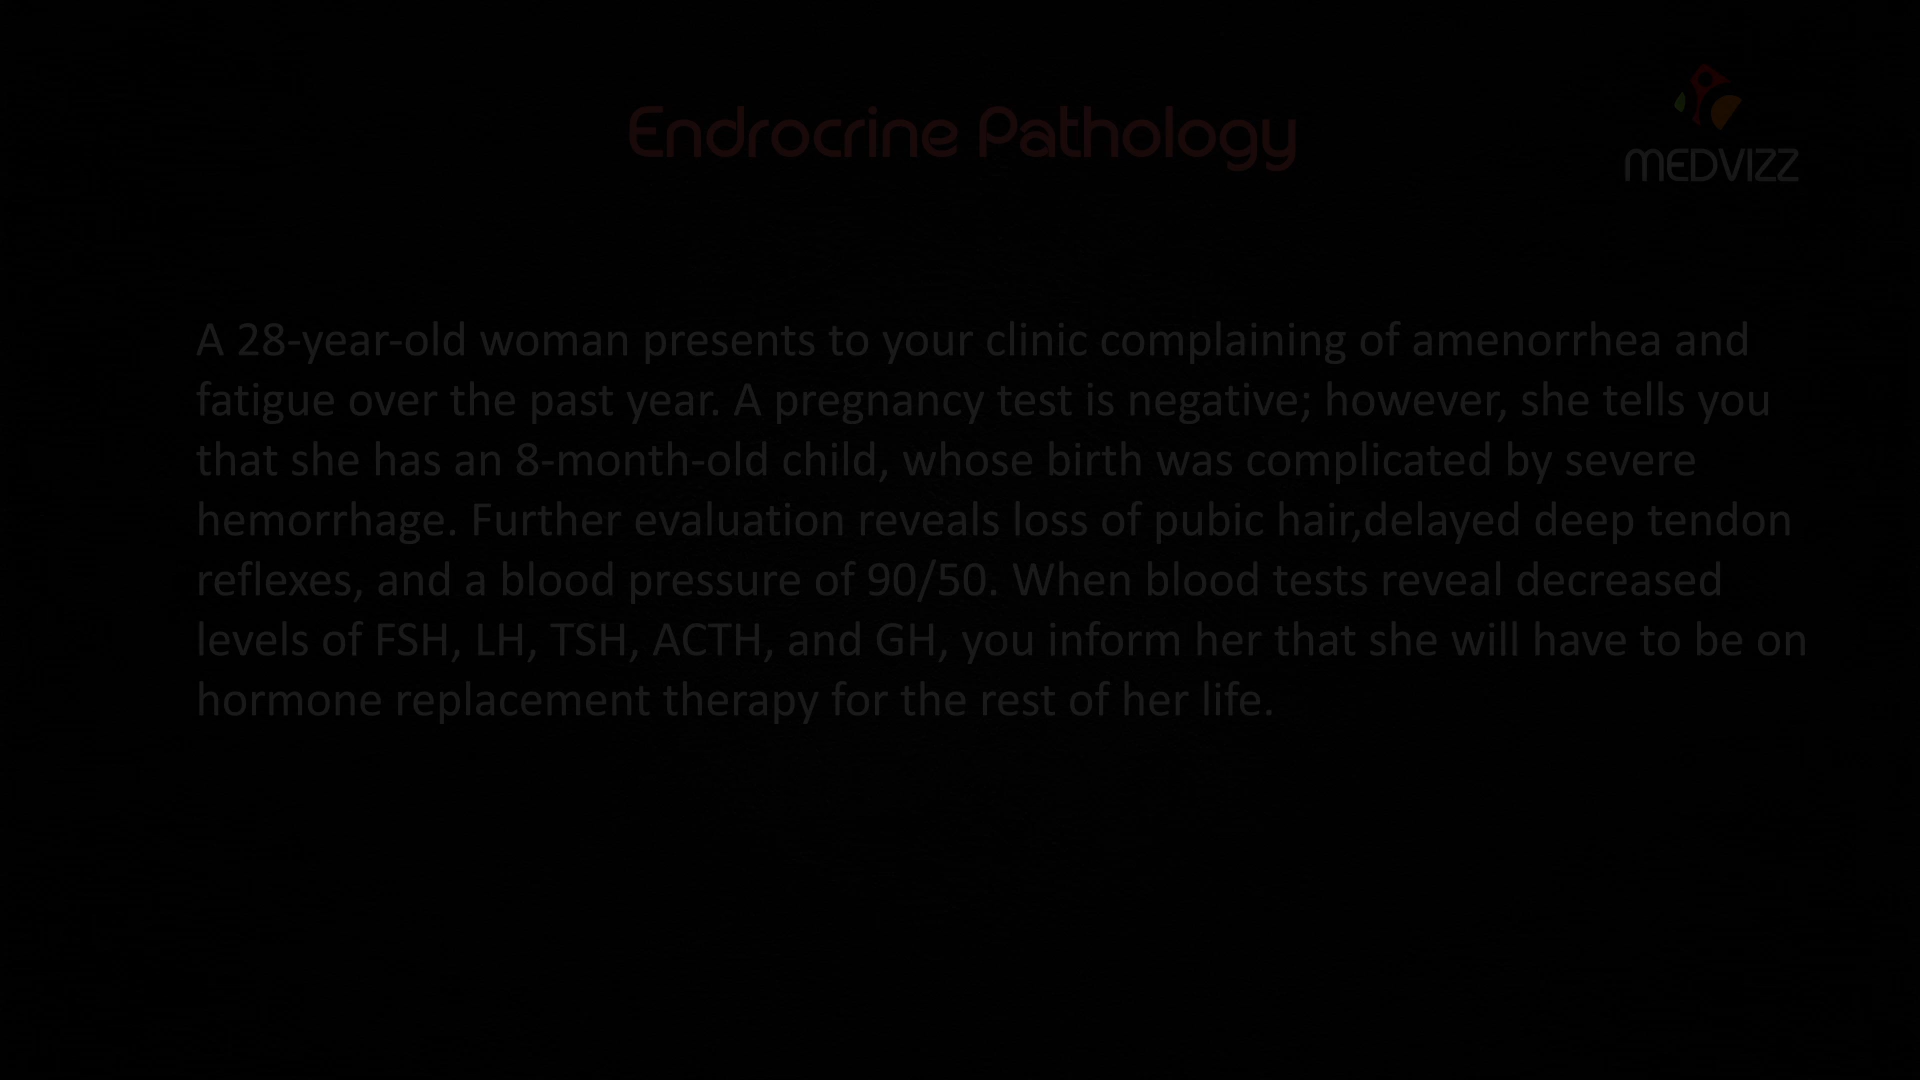 Endrocrine Pathology
MEDVIZZ
A 28-year-old woman presents to your clinic complaining of amenorrhea and
fatigue over the past year. A pregnancy test is negative; however, she tells you
that she has an 8-month-old child, whose birth was complicated by severe
hemorrhage. Further evaluation reveals loss of pubic hair,delayed deep tendon
reflexes, and a blood pressure of 90/50. When blood tests reveal decreased
levels of FSH, LH, TSH, ACTH, and GH, you inform her that she will have to be on
hormone replacement therapy for the rest of her life.